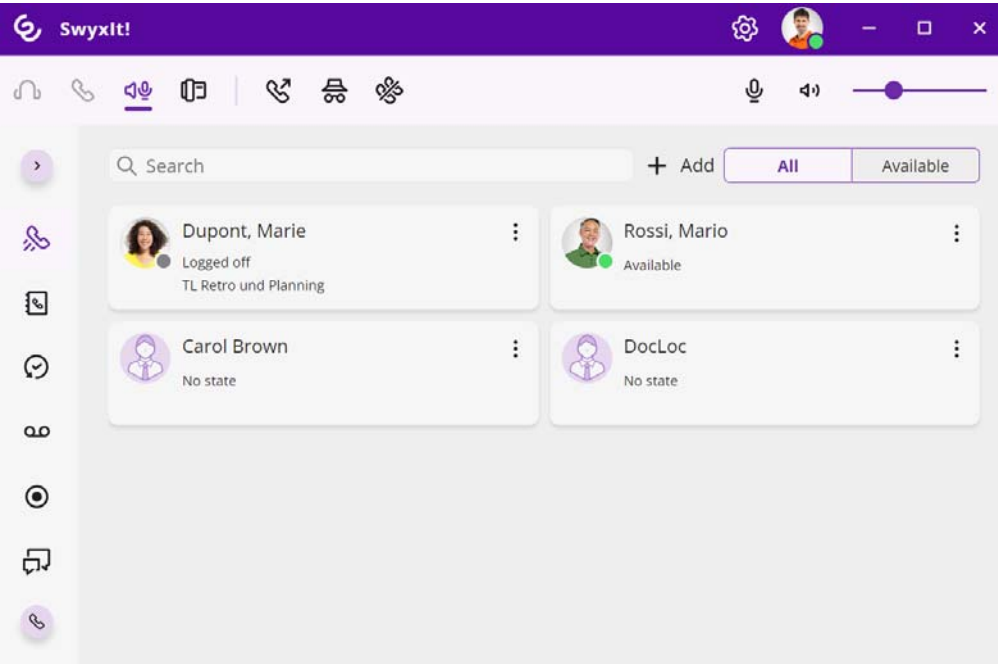 SwyxIt!
Search
Add
All
Available
Dupont, Marie
Logged off
TL Retro und Planning
Rossi, Mario
Available
Carol Brown
No state
DocLoc
No state